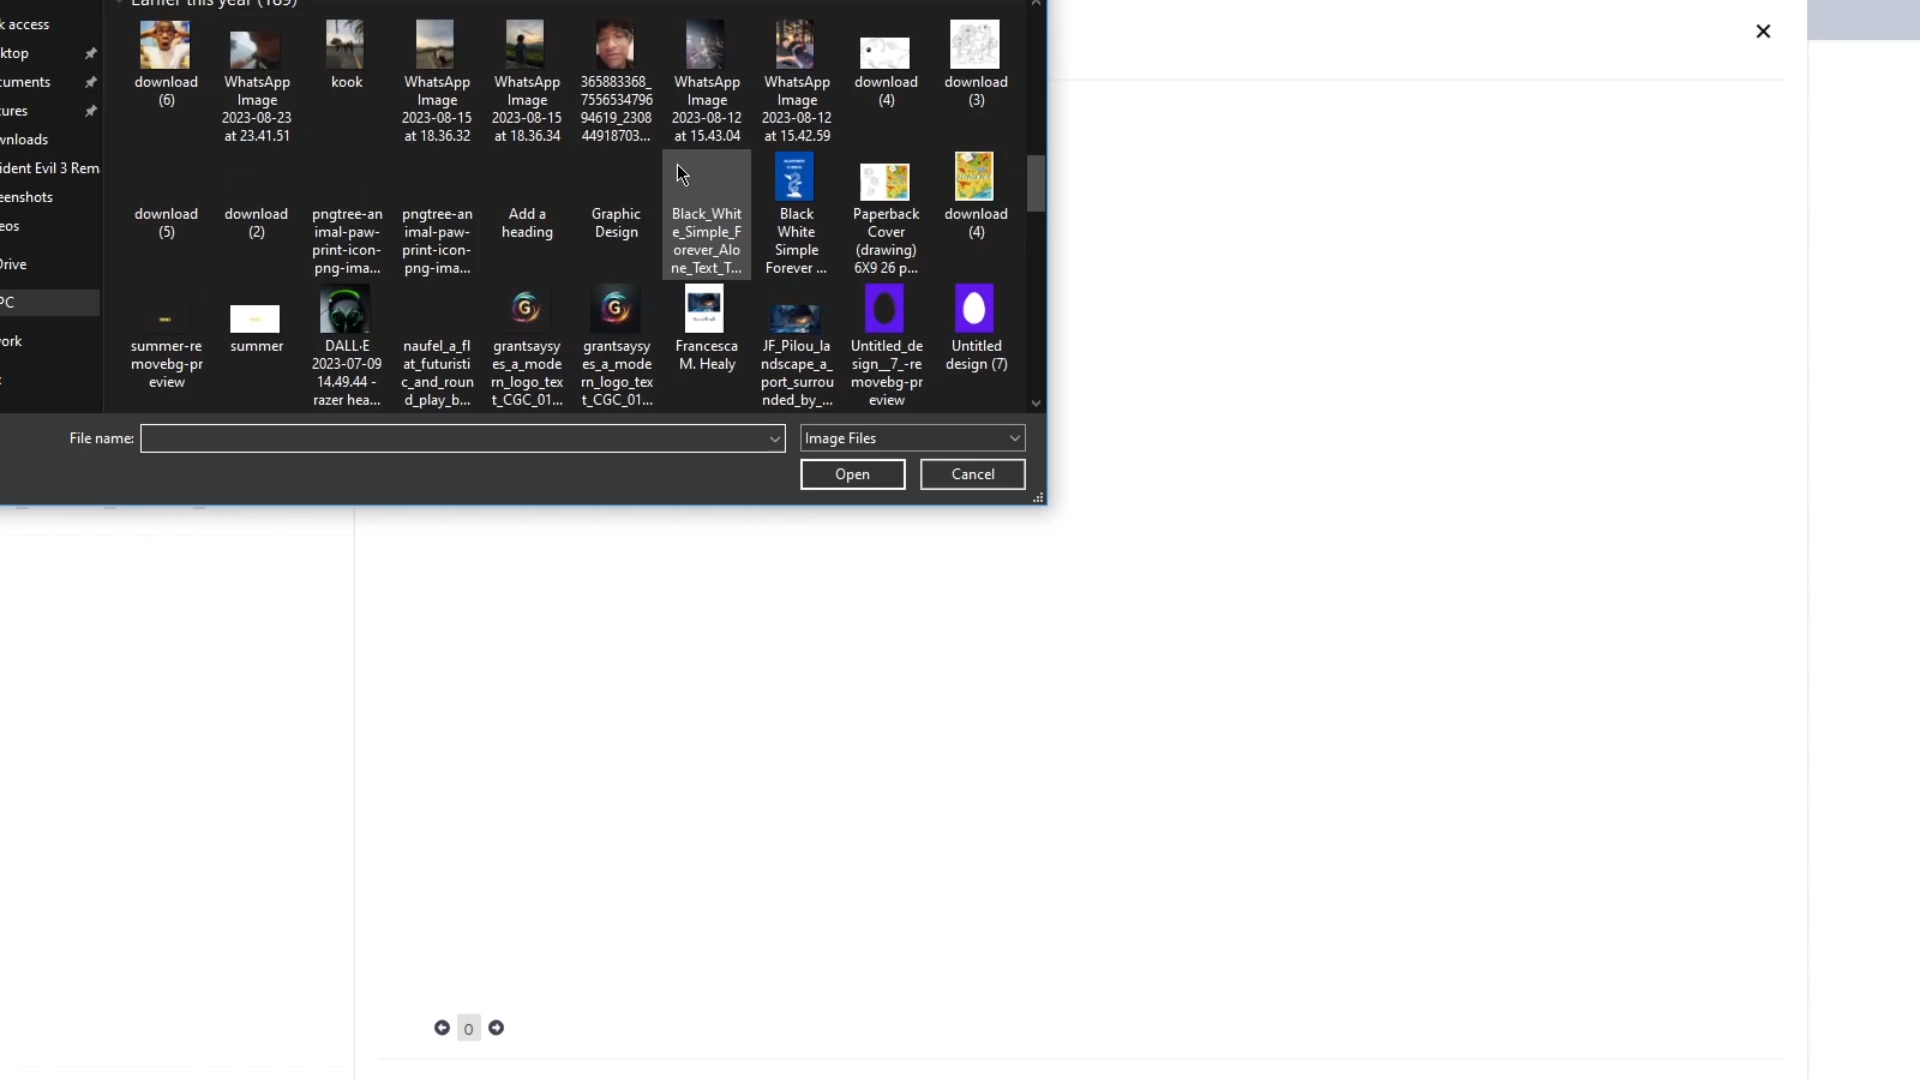 Earlier this year (189)
k access
ktop
cuments
tures
wnloads
ident Evil 3 Rem
eenshots
eos
Drive
PC
ork
download
(6)
WhatsApp
Image
2023-08-23
at 23.41.51
kook
WhatsApp
Image
2023-08-15
at 18.36.32
WhatsApp
Image
2023-08-15
at 18.36.34
365883368_
7556534796
94619_2308
44918703...
WhatsApp
Image
2023-08-12
at 15.43.04
WhatsApp
Image
2023-08-12
at 15.42.59
download
(4)
download
(3)
download
(5)
download
(2)
pngtree-an
imal-paw-
print-icon-
png-ima...
pngtree-an
imal-paw-
print-icon-
png-ima...
Add a
heading
Graphic
Design
Black_Whit
e_Simple_F
orever_Alo
ne_Text_T...
Black
White
Simple
Forever ...
Paperback
Cover
(drawing)
6X9 26 p...
download
(4)
summer-re
movebg-pr
eview
summer
DALL·E
2023-07-09
14.49.44 -
razer hea...
naufel_a_fl
at_futuristi
c_and_roun
d_play_b...
grantsaysy
es_a_mode
rn_logo_tex
t_CGC_01...
grantsaysy
es_a_mode
rn_logo_tex
t_CGC_01...
Francesca
M. Healy
JF_Pilou_la
ndscape_a_
port_surrou
nded_by_...
Untitled_de
sign__7_-re
movebg-pr
eview
Untitled
design (7)
File name:
Image Files
Open
Cancel
0